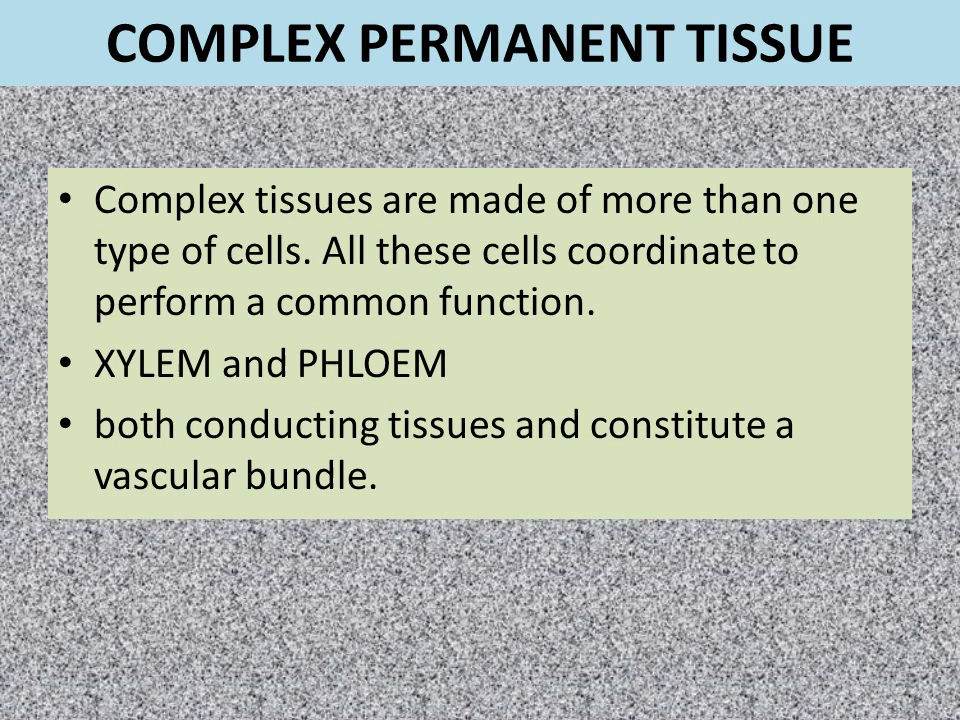 COMPLEX PERMANENT TISSUE
• Complex tissues are made of more than one
type of cells. All these cells coordinate to
perform a common function.
• XYLEM and PHLOEM
• both conducting tissues and constitute a
vascular bundle.